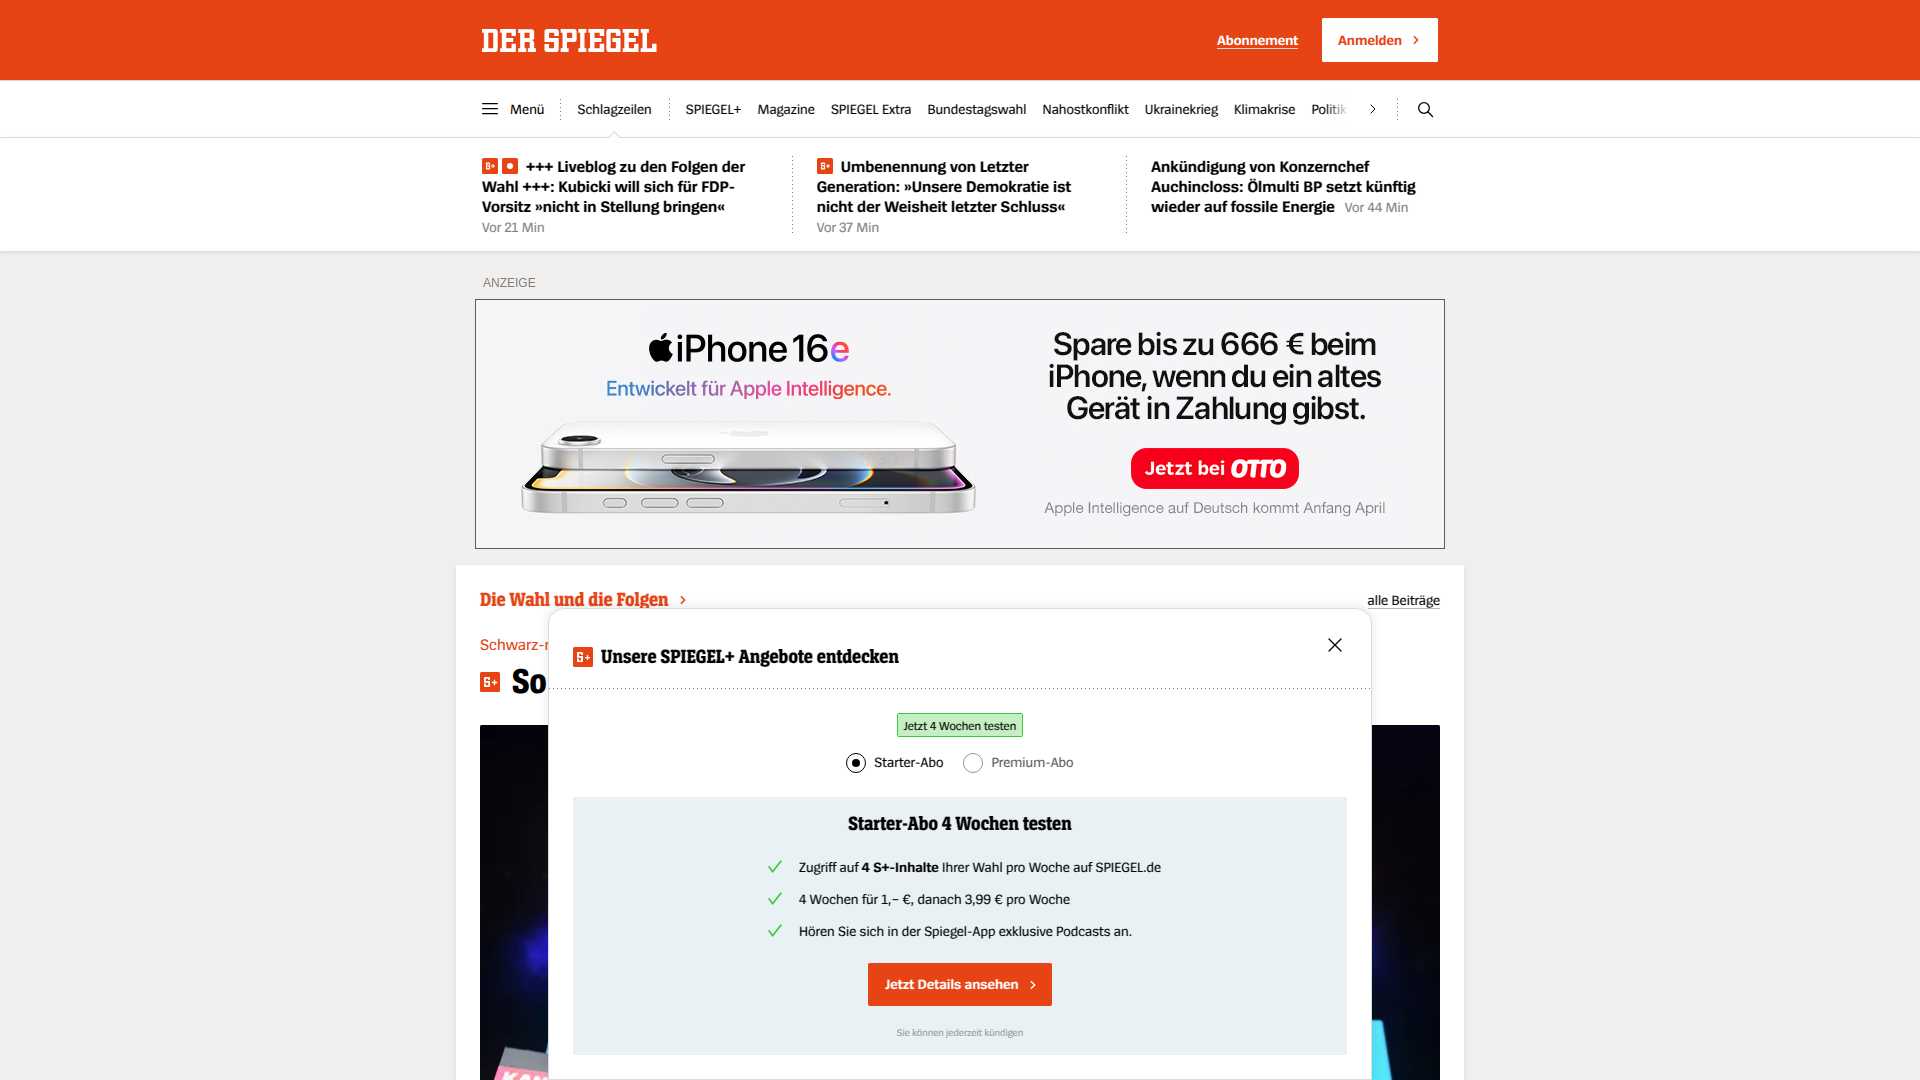 DER SPIEGEL
Abonnement
Anmelden
Menü
Schlagzeilen
SPIEGEL+
Magazine
SPIEGEL Extra
Bundestagswahl
Nahostkonflikt
Ukrainekrieg
Klimakrise
Politik
+++ Liveblog zu den Folgen der
Wahl +++: Kubicki will sich für FDP-
Vorsitz »nicht in Stellung bringen«
Vor 21 Min
Umbenennung von Letzter
Generation: »Unsere Demokratie ist
nicht der Weisheit letzter Schluss«
Vor 37 Min
Ankündigung von Konzernchef
Auchincloss: Ölmulti BP setzt künftig
wieder auf fossile Energie Vor 44 Min
ANZEIGE
iPhone 16e
Entwickelt für Apple Intelligence.
Spare bis zu 666 € beim
iPhone, wenn du ein altes
Gerät in Zahlung gibst.
Jetzt bei OTTO
Apple Intelligence auf Deutsch kommt Anfang April
Die Wahl und die Folgen
alle Beiträge
Schwarz-r
So
Unsere SPIEGEL+ Angebote entdecken
Jetzt 4 Wochen testen
Starter-Abo
Premium-Abo
Starter-Abo 4 Wochen testen
Zugriff auf 4 S+-Inhalte Ihrer Wahl pro Woche auf SPIEGEL.de
4 Wochen für 1,– €, danach 3,99 € pro Woche
Hören Sie sich in der Spiegel-App exklusive Podcasts an.
Jetzt Details ansehen
Sie können jederzeit kündigen